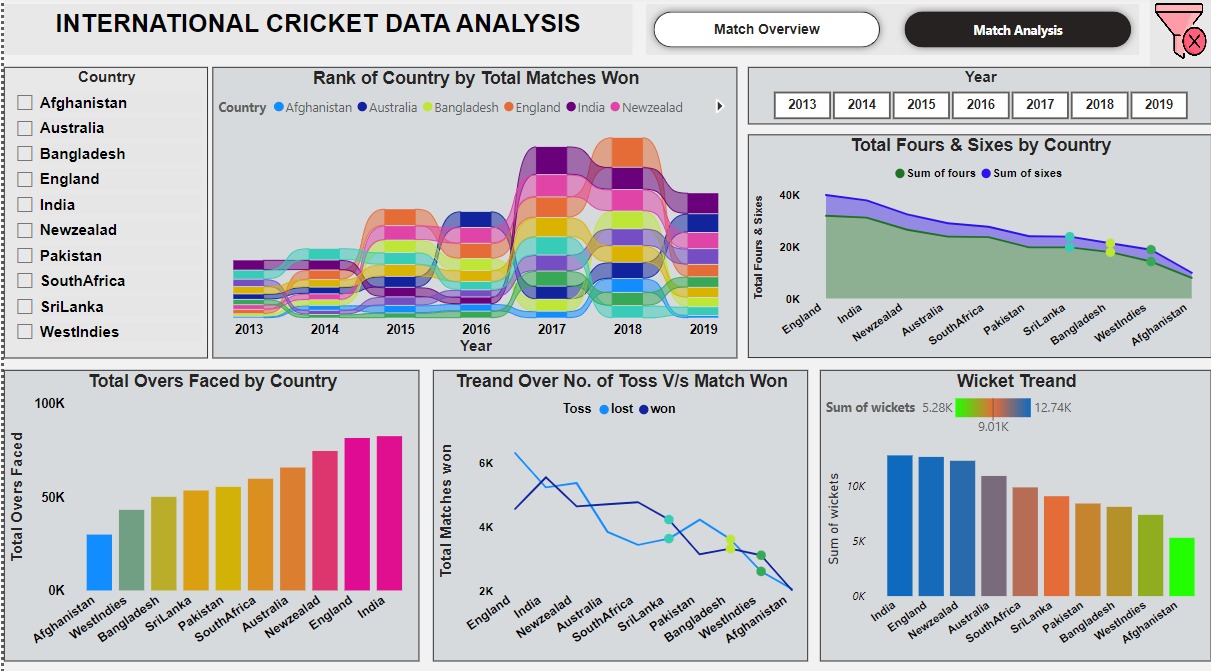 INTERNATIONAL CRICKET DATA ANALYSIS
Match Overview
Match Analysis
Country
Afghanistan
Australia
Bangladesh
England
India
Newzealad
Pakistan
SouthAfrica
SriLanka
WestIndies
Rank of Country by Total Matches Won
Country Afghanistan Australia Bangladesh England India Newzealad
2013 2014 2015 2016 2017 2018 2019
Year
Year
2013 2014 2015 2016 2017 2018 2019
Total Fours & Sixes by Country
Sum of fours Sum of sixes
Total Fours & Sixes
40K
20K
0K
England India Newzealad Australia SouthAfrica Pakistan SriLanka Bangladesh WestIndies Afghanistan
Total Overs Faced by Country
Total Overs Faced
100K
50K
0K
Afghanistan WestIndies Bangladesh SriLanka Pakistan SouthAfrica Australia Newzealad England India
Treand Over No. of Toss V/s Match Won
Toss lost won
Total Matches won
6K
4K
2K
England India Newzealad Australia SouthAfrica SriLanka Pakistan Bangladesh WestIndies Afghanistan
Wicket Treand
Sum of wickets 5.28K 12.74K
9.01K
Sum of wickets
10K
5K
0K
India England Newzealad Australia SouthAfrica SriLanka Pakistan Bangladesh WestIndies Afghanistan